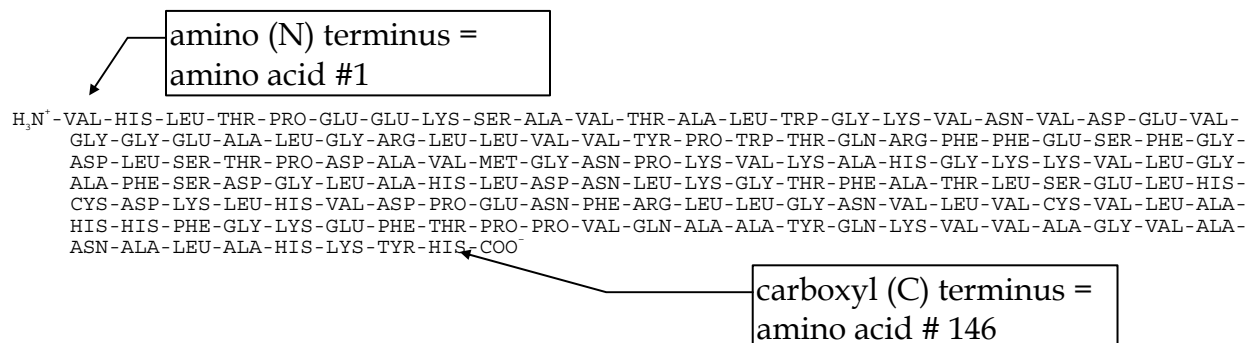 amino (N) terminus =
amino acid #1
H₃N⁺-VAL-HIS-LEU-THR-PRO-GLU-GLU-LYS-SER-ALA-VAL-THR-ALA-LEU-TRP-GLY-LYS-VAL-ASN-VAL-ASP-GLU-VAL-
GLY-GLY-GLU-ALA-LEU-GLY-ARG-LEU-LEU-VAL-VAL-TYR-PRO-TRP-THR-GLN-ARG-PHE-PHE-GLU-SER-PHE-GLY-
ASP-LEU-SER-THR-PRO-ASP-ALA-VAL-MET-GLY-ASN-PRO-LYS-VAL-LYS-ALA-HIS-GLY-LYS-LYS-VAL-LEU-GLY-
ALA-PHE-SER-ASP-GLY-LEU-ALA-HIS-LEU-ASP-ASN-LEU-LYS-GLY-THR-PHE-ALA-THR-LEU-SER-GLU-LEU-HIS-
CYS-ASP-LYS-LEU-HIS-VAL-ASP-PRO-GLU-ASN-PHE-ARG-LEU-LEU-GLY-ASN-VAL-LEU-VAL-CYS-VAL-LEU-ALA-
HIS-HIS-PHE-GLY-LYS-GLU-PHE-THR-PRO-PRO-VAL-GLN-ALA-ALA-TYR-GLN-LYS-VAL-VAL-ALA-GLY-VAL-ALA-
ASN-ALA-LEU-ALA-HIS-LYS-TYR-HIS-COO⁻
carboxyl (C) terminus =
amino acid # 146